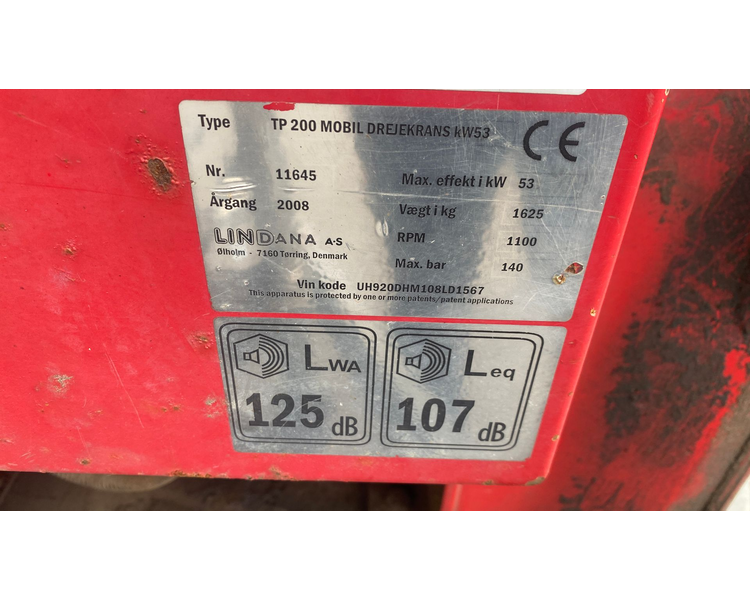 Type TP 200 MOBIL DREJEKRANS kW53 CE
Nr. 11645 Max. effekt i kW 53
Årgang 2008 Vægt i kg 1625
LINDANA A·S RPM 1100
Ølholm - 7160 Tørring, Denmark Max. bar 140
Vin kode UH920DHM108LD1567
This apparatus is protected by one or more patents/patent applications
LWA Leq
125 dB 107 dB